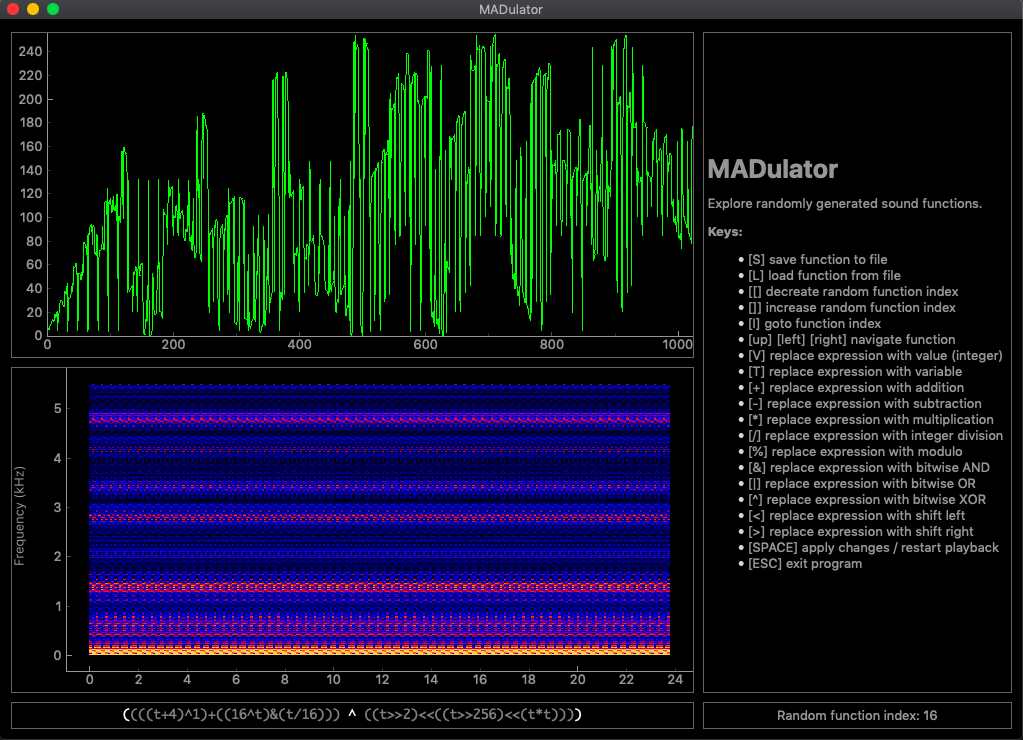 MADulator
240
220
200
180
160
140
120
100
80
60
40
20
0
0 200 400 600 800 1000
Frequency (kHz)
5
4
3
2
1
0
0 2 4 6 8 10 12 14 16 18 20 22 24
((((t+4)^1)+((16^t)&(t/16))) ^ ((t>>2)<<((t>>256)<<(t*t))))
MADulator
Explore randomly generated sound functions.
Keys:
• [S] save function to file
• [L] load function from file
• [[] decreate random function index
• []] increase random function index
• [I] goto function index
• [up] [left] [right] navigate function
• [V] replace expression with value (integer)
• [T] replace expression with variable
• [+] replace expression with addition
• [-] replace expression with subtraction
• [*] replace expression with multiplication
• [/] replace expression with integer division
• [%] replace expression with modulo
• [&] replace expression with bitwise AND
• [|] replace expression with bitwise OR
• [^] replace expression with bitwise XOR
• [<] replace expression with shift left
• [>] replace expression with shift right
• [SPACE] apply changes / restart playback
• [ESC] exit program
Random function index: 16